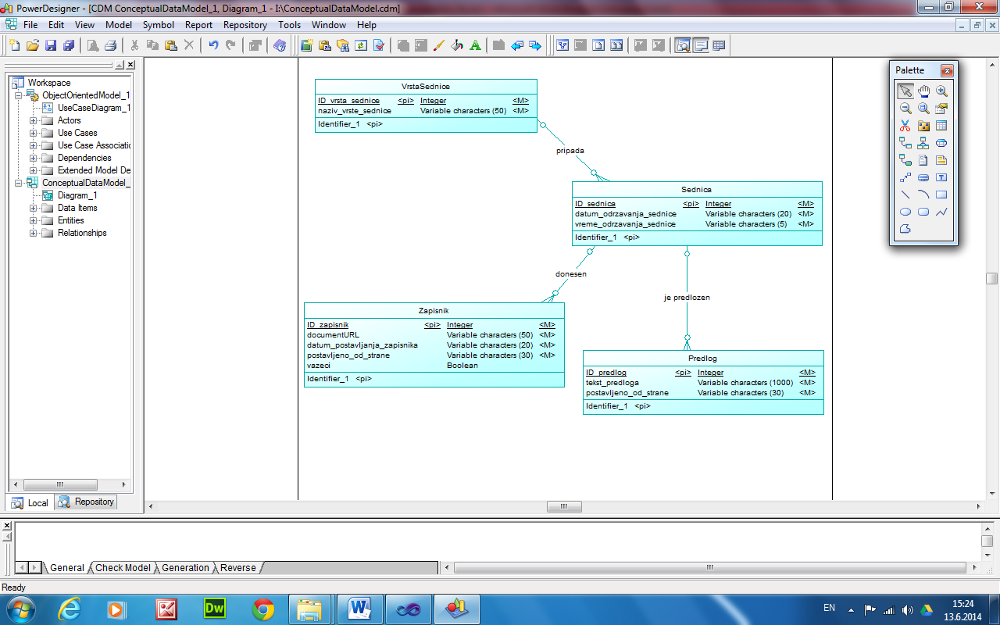 PowerDesigner - [CDM ConceptualDataModel_1, Diagram_1 - I:\ConceptualDataModel.cdm]
File Edit View Model Symbol Report Repository Tools Window Help
Workspace
ObjectOrientedModel_1
UseCaseDiagram_1
Actors
Use Cases
Use Case Associatio
Dependencies
Extended Model De
ConceptualDataModel_
Diagram_1
Data Items
Entities
Relationships
Local Repository
VrstaSednice
ID_vrsta_sednice <pi> Integer <M>
naziv_vrste_sednice Variable characters (50) <M>
Identifier_1 <pi>
pripada
Sednica
ID_sednica <pi> Integer <M>
datum_odrzavanja_sednice Variable characters (20) <M>
vreme_odrzavanja_sednice Variable characters (5) <M>
Identifier_1 <pi>
donesen
je predlozen
Zapisnik
ID_zapisnik <pi> Integer <M>
documentURL Variable characters (50) <M>
datum_postavljanja_zapisnika Variable characters (20) <M>
postavljeno_od_strane Variable characters (30) <M>
vazeci Boolean
Identifier_1 <pi>
Predlog
ID_predlog <pi> Integer <M>
tekst_predloga Variable characters (1000) <M>
postavljeno_od_strane Variable characters (30) <M>
Identifier_1 <pi>
Palette
General Check Model Generation Reverse
Ready
Dw
W
EN
15:24
13.6.2014